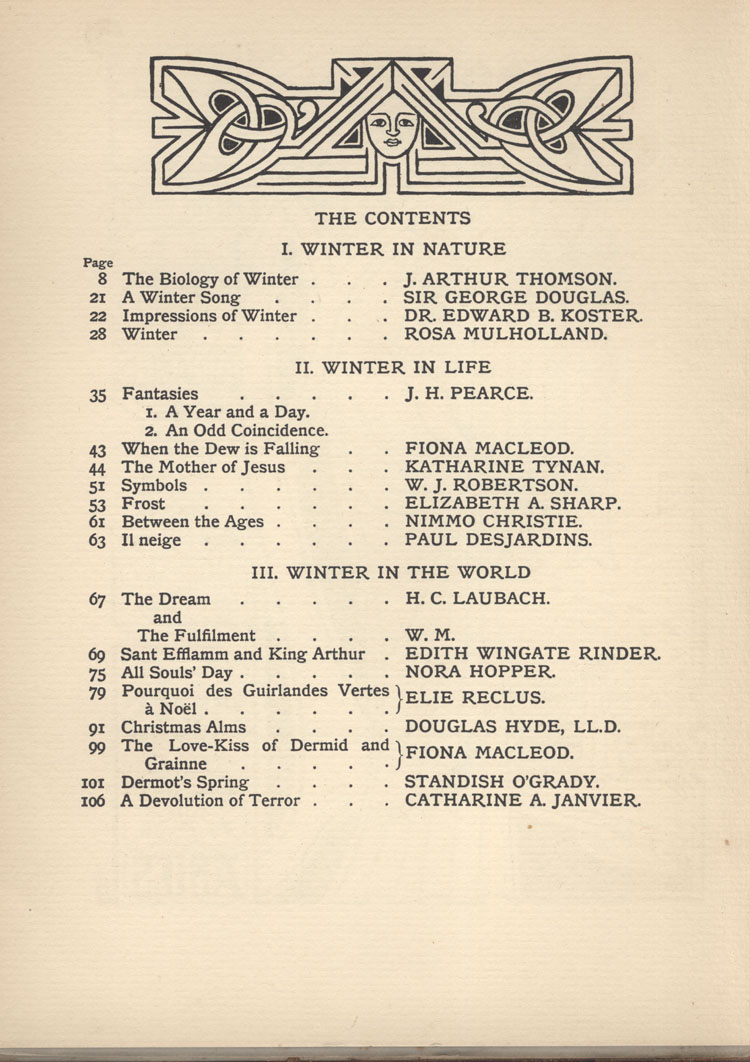 THE CONTENTS
I. WINTER IN NATURE
Page
8 The Biology of Winter . . . J. ARTHUR THOMSON.
21 A Winter Song . . . . SIR GEORGE DOUGLAS.
22 Impressions of Winter . . . DR. EDWARD B. KOSTER.
28 Winter . . . . . . ROSA MULHOLLAND.
II. WINTER IN LIFE
35 Fantasies . . . . . J. H. PEARCE.
1. A Year and a Day.
2. An Odd Coincidence.
43 When the Dew is Falling . . FIONA MACLEOD.
44 The Mother of Jesus . . . KATHARINE TYNAN.
51 Symbols . . . . . . W. J. ROBERTSON.
53 Frost . . . . . . ELIZABETH A. SHARP.
61 Between the Ages . . . . NIMMO CHRISTIE.
63 Il neige . . . . . . PAUL DESJARDINS.
III. WINTER IN THE WORLD
67 The Dream . . . . . H. C. LAUBACH.
and
The Fulfilment . . . . W. M.
69 Sant Efflamm and King Arthur . EDITH WINGATE RINDER.
75 All Souls' Day . . . . . NORA HOPPER.
79 Pourquoi des Guirlandes Vertes
à Noël . . . . . . } ELIE RECLUS.
91 Christmas Alms . . . . DOUGLAS HYDE, LL.D.
99 The Love-Kiss of Dermid and
Grainne . . . . . } FIONA MACLEOD.
101 Dermot's Spring . . . . STANDISH O'GRADY.
106 A Devolution of Terror . . . CATHARINE A. JANVIER.